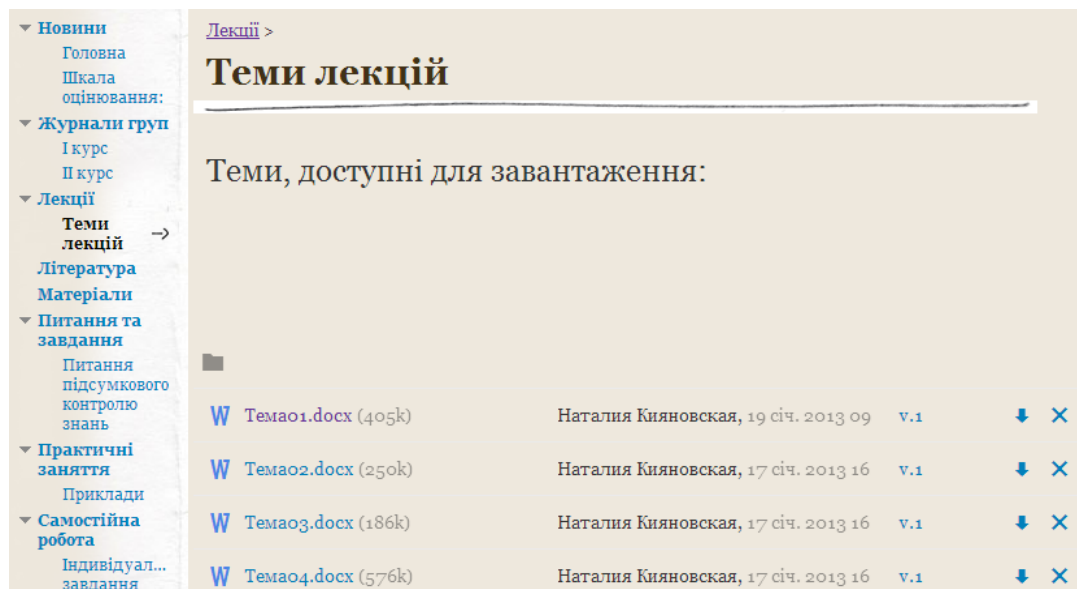 Новини
Головна
Шкала
оцінювання:
Журнали груп
I курс
II курс
Лекції
Теми
лекцій
Література
Матеріали
Питання та
завдання
Питання
підсумкового
контролю
знань
Практичні
заняття
Приклади
Самостійна
робота
Індивідуал...
завдання
Лекції >
Теми лекцій
Теми, доступні для завантаження:
Тема01.docx (405k) Наталия Кияновская, 19 січ. 2013 09 v.1
Тема02.docx (250k) Наталия Кияновская, 17 січ. 2013 16 v.1
Тема03.docx (186k) Наталия Кияновская, 17 січ. 2013 16 v.1
Тема04.docx (576k) Наталия Кияновская, 17 січ. 2013 16 v.1